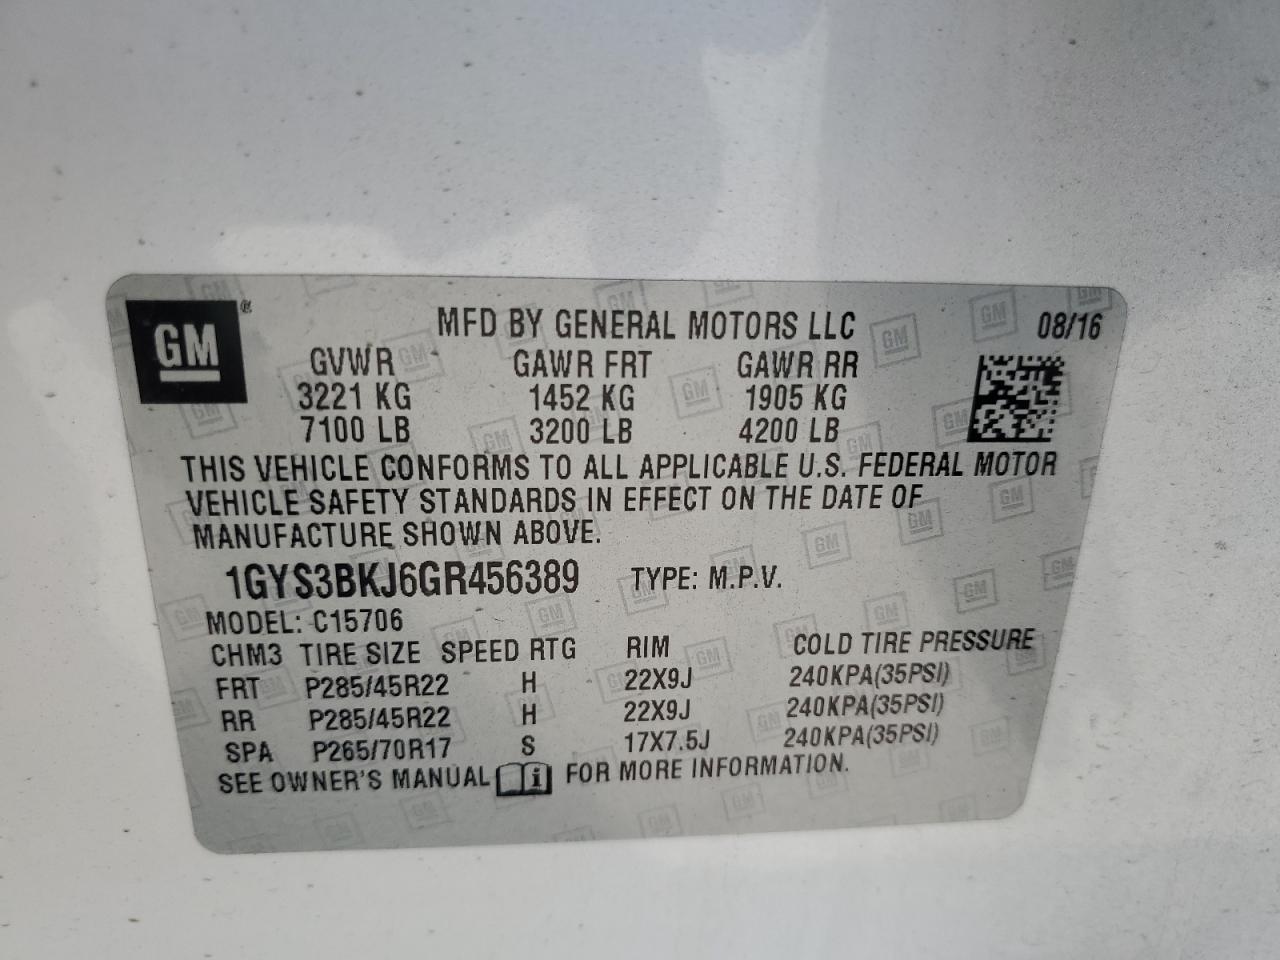 GM ®
MFD BY GENERAL MOTORS LLC 08/16
GVWR GAWR FRT GAWR RR
3221 KG 1452 KG 1905 KG
7100 LB 3200 LB 4200 LB
THIS VEHICLE CONFORMS TO ALL APPLICABLE U.S. FEDERAL MOTOR
VEHICLE SAFETY STANDARDS IN EFFECT ON THE DATE OF
MANUFACTURE SHOWN ABOVE.
1GYS3BKJ6GR456389 TYPE: M.P.V.
MODEL: C15706
CHM3 TIRE SIZE SPEED RTG RIM COLD TIRE PRESSURE
FRT P285/45R22 H 22X9J 240KPA(35PSI)
RR P285/45R22 H 22X9J 240KPA(35PSI)
SPA P265/70R17 S 17X7.5J 240KPA(35PSI)
SEE OWNER'S MANUAL i FOR MORE INFORMATION.